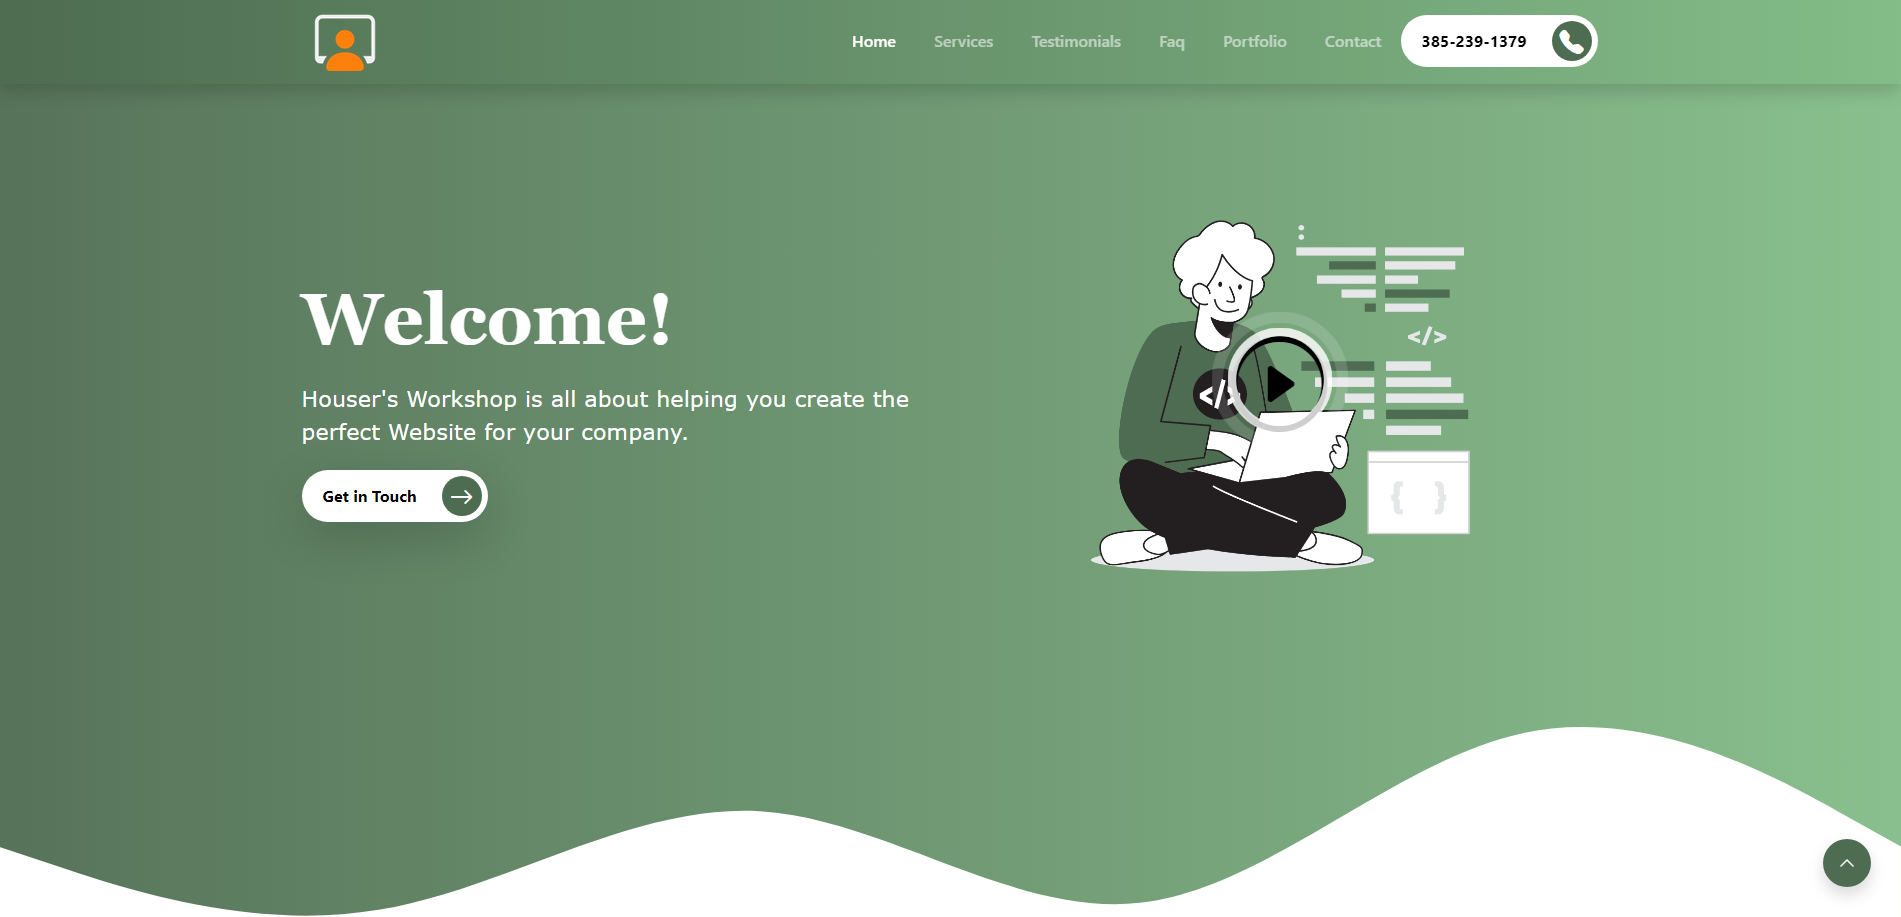 Home Services Testimonials Faq Portfolio Contact 385-239-1379
Welcome!
Houser's Workshop is all about helping you create the
perfect Website for your company.
Get in Touch
</>
</>
{ }